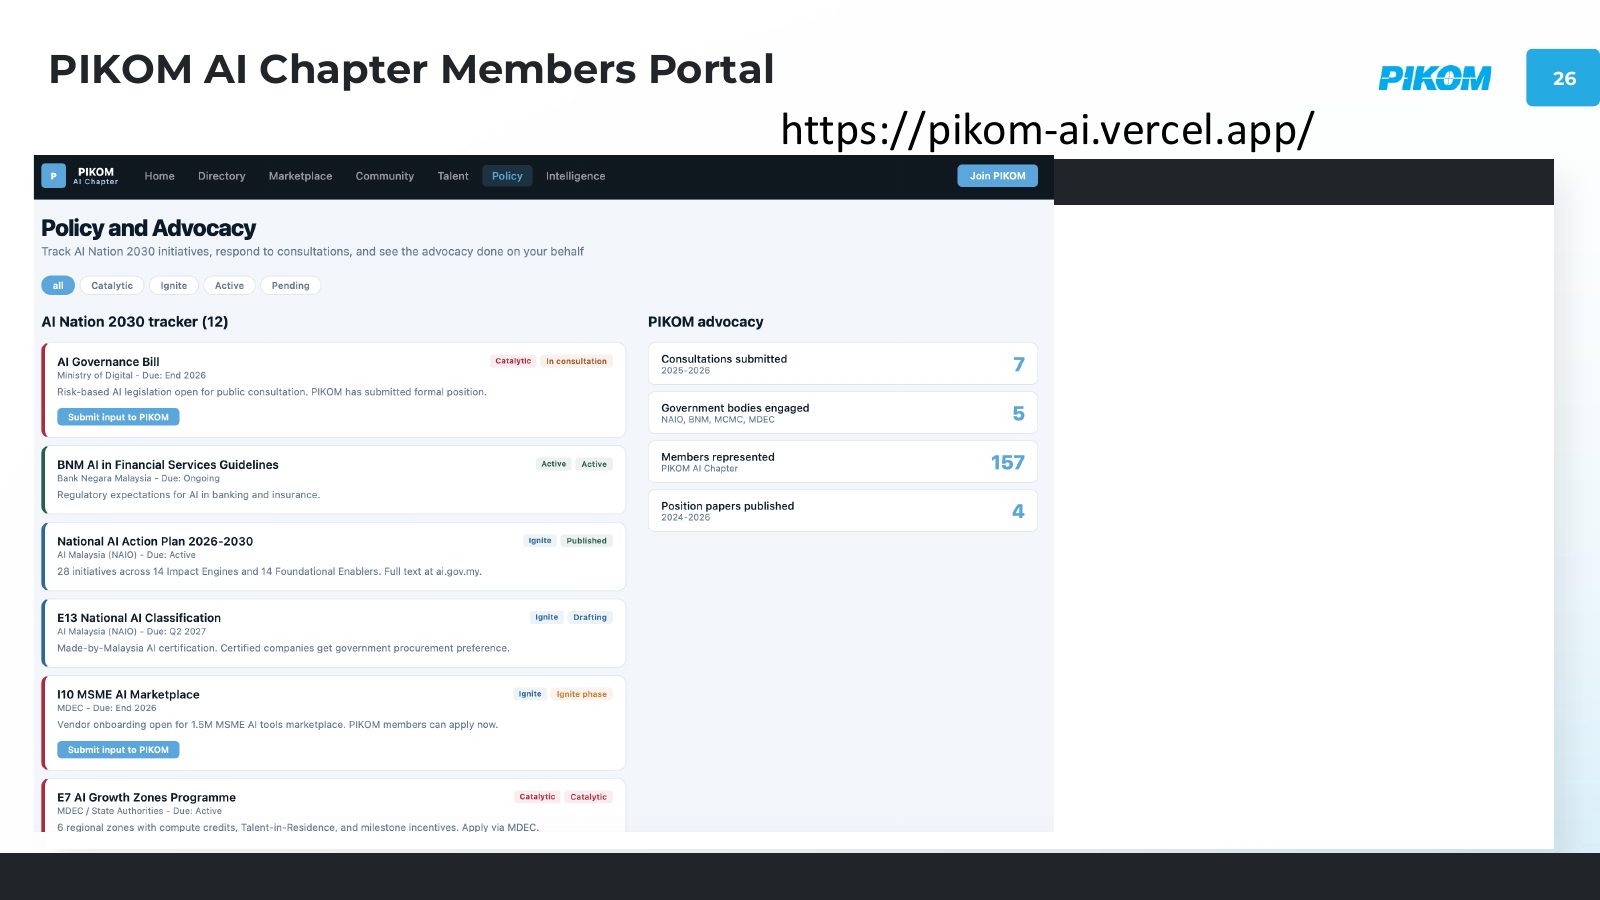 PIKOM AI Chapter Members Portal
PIKOM
26
https://pikom-ai.vercel.app/
P
PIKOM
AI Chapter
Home
Directory
Marketplace
Community
Talent
Policy
Intelligence
Join PIKOM
Policy and Advocacy
Track AI Nation 2030 initiatives, respond to consultations, and see the advocacy done on your behalf
all
Catalytic
Ignite
Active
Pending
AI Nation 2030 tracker (12)
AI Governance Bill
Catalytic
In consultation
Ministry of Digital - Due: End 2026
Risk-based AI legislation open for public consultation. PIKOM has submitted formal position.
Submit input to PIKOM
BNM AI in Financial Services Guidelines
Active
Active
Bank Negara Malaysia - Due: Ongoing
Regulatory expectations for AI in banking and insurance.
National AI Action Plan 2026-2030
Ignite
Published
AI Malaysia (NAIO) - Due: Active
28 initiatives across 14 Impact Engines and 14 Foundational Enablers. Full text at ai.gov.my.
E13 National AI Classification
Ignite
Drafting
AI Malaysia (NAIO) - Due: Q2 2027
Made-by-Malaysia AI certification. Certified companies get government procurement preference.
I10 MSME AI Marketplace
Ignite
Ignite phase
MDEC - Due: End 2026
Vendor onboarding open for 1.5M MSME AI tools marketplace. PIKOM members can apply now.
Submit input to PIKOM
E7 AI Growth Zones Programme
Catalytic
Catalytic
MDEC / State Authorities - Due: Active
6 regional zones with compute credits, Talent-in-Residence, and milestone incentives. Apply via MDEC.
PIKOM advocacy
Consultations submitted
2025-2026
7
Government bodies engaged
NAIO, BNM, MCMC, MDEC
5
Members represented
PIKOM AI Chapter
157
Position papers published
2024-2026
4